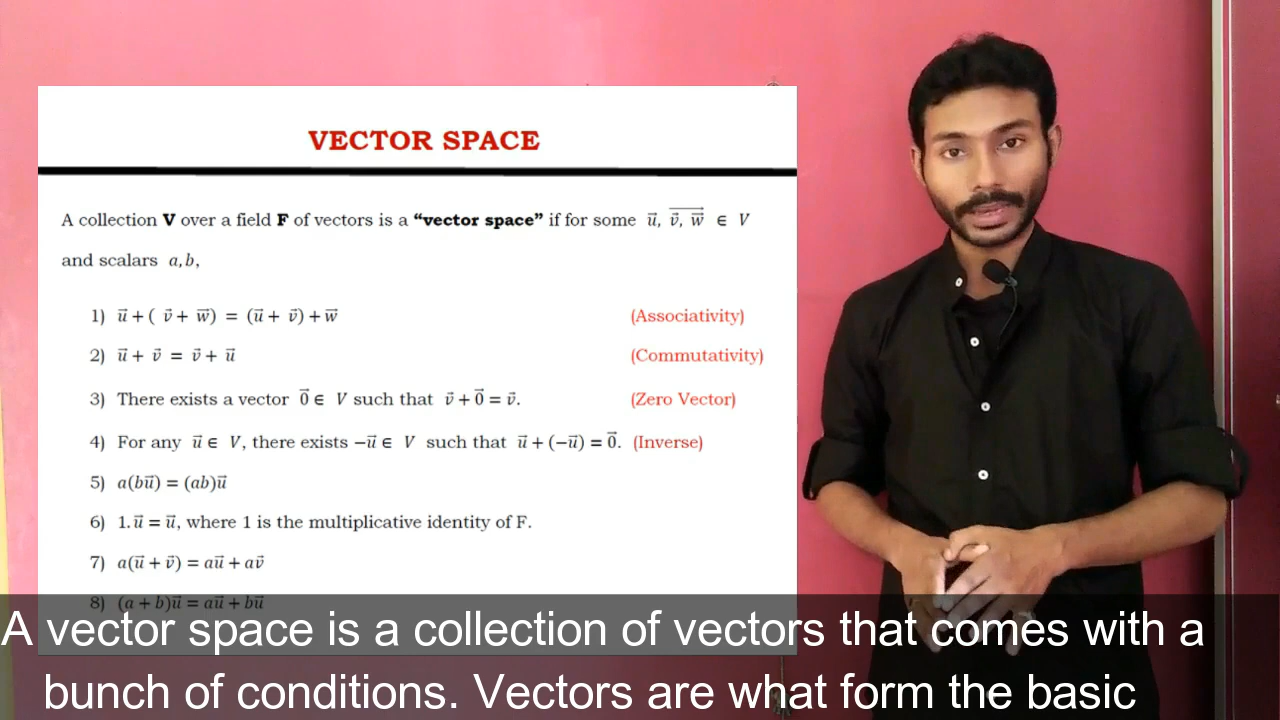 VECTOR SPACE
A collection V over a field F of vectors is a “vector space” if for some u⃗, v⃗, w⃗ ∈ V
and scalars a,b,
1) u⃗ + ( v⃗ + w⃗) = (u⃗ + v⃗) + w⃗ (Associativity)
2) u⃗ + v⃗ = v⃗ + u⃗ (Commutativity)
3) There exists a vector 0⃗ ∈ V such that v⃗ + 0⃗ = v⃗. (Zero Vector)
4) For any u⃗ ∈ V, there exists −u⃗ ∈ V such that u⃗ + (−u⃗) = 0⃗. (Inverse)
5) a(bu⃗) = (ab)u⃗
6) 1.u⃗ = u⃗, where 1 is the multiplicative identity of F.
7) a(u⃗ + v⃗) = au⃗ + av⃗
8) (a + b)u⃗ = au⃗ + bu⃗
A vector space is a collection of vectors that comes with a
bunch of conditions. Vectors are what form the basic